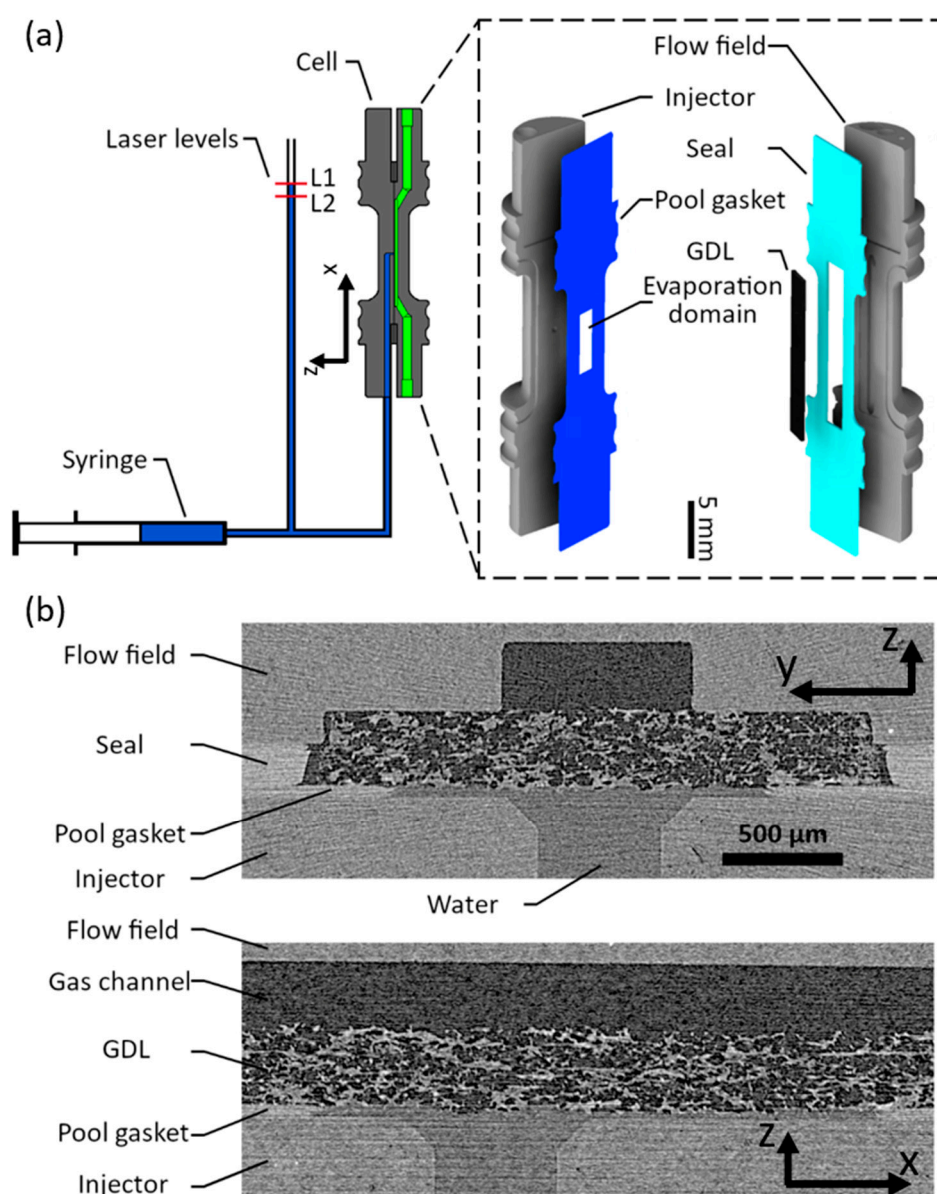 (a)
Cell
Laser levels
L1
L2
x
z
Syringe
Flow field
Injector
Seal
Pool gasket
GDL
Evaporation
domain
5 mm
(b)
Flow field
Seal
Pool gasket
Injector
Water
z
y
500 µm
Flow field
Gas channel
GDL
Pool gasket
Injector
z
x